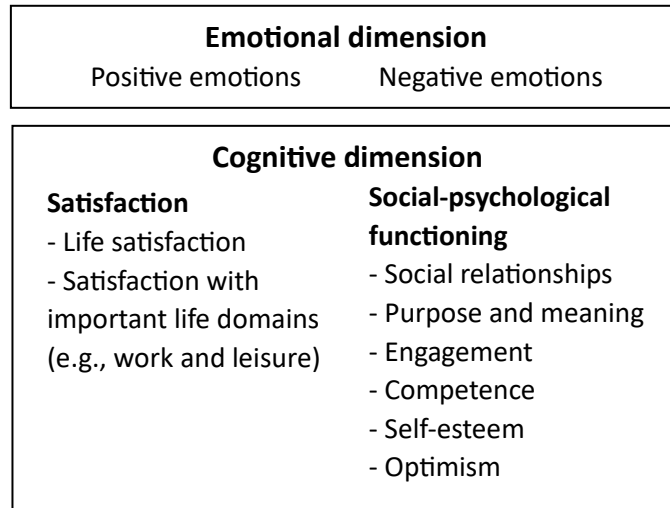 Emotional dimension
Positive emotions Negative emotions
Cognitive dimension
Satisfaction
- Life satisfaction
- Satisfaction with
important life domains
(e.g., work and leisure)
Social-psychological
functioning
- Social relationships
- Purpose and meaning
- Engagement
- Competence
- Self-esteem
- Optimism